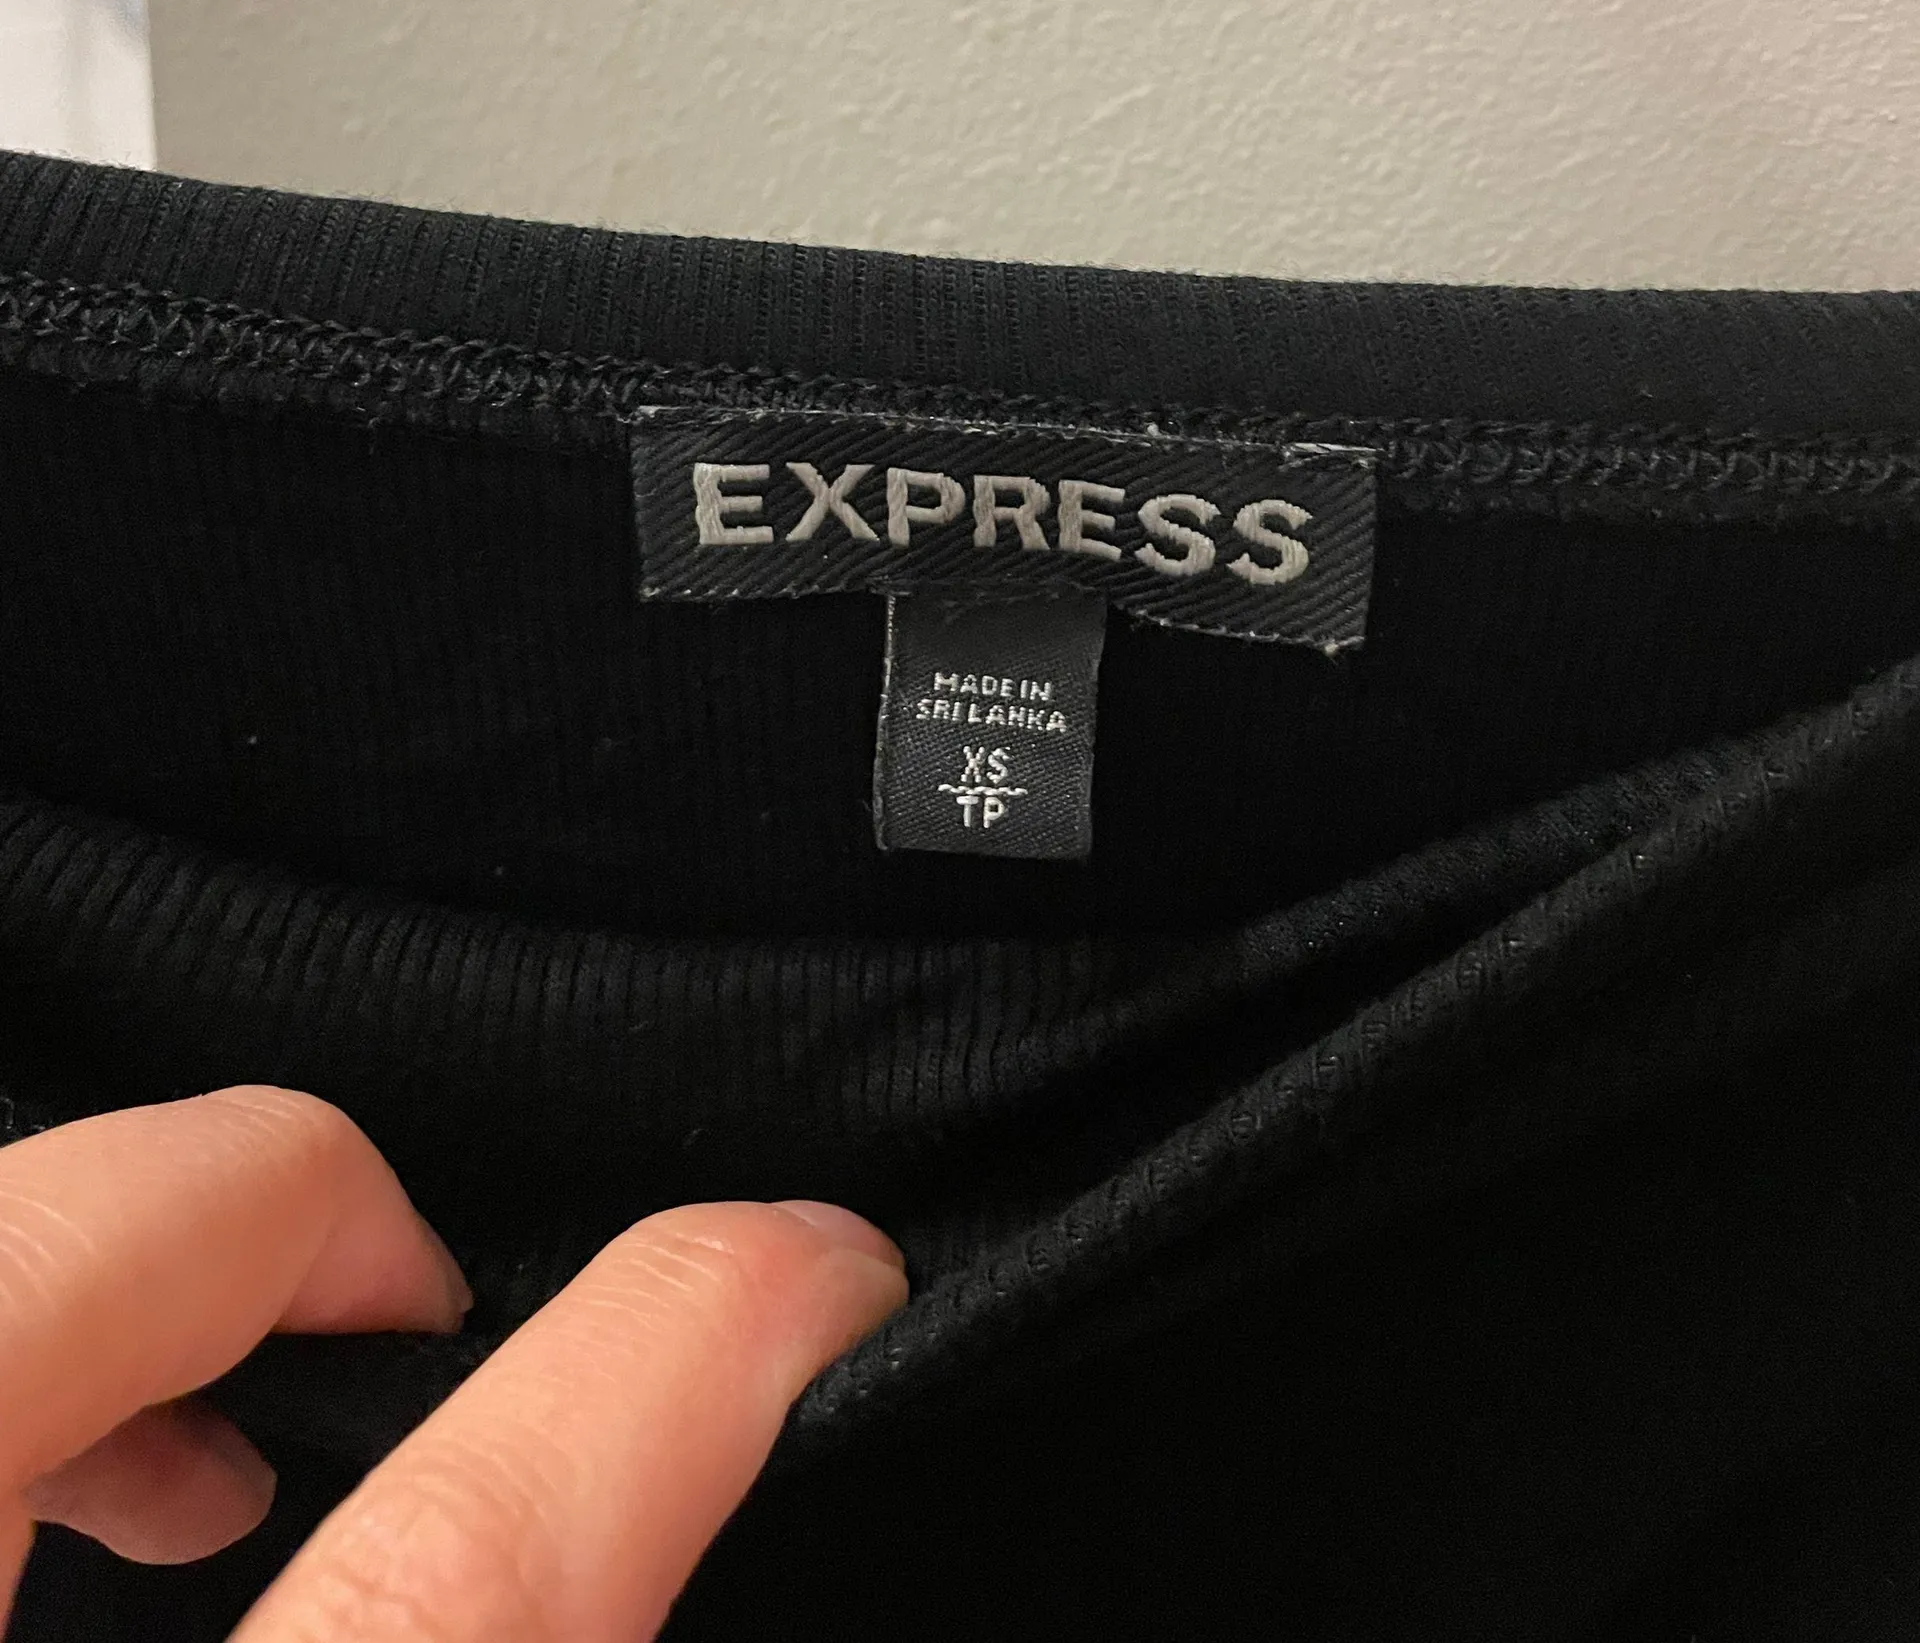 EXPRESS
MADE IN
SRI LANKA
XS
TP